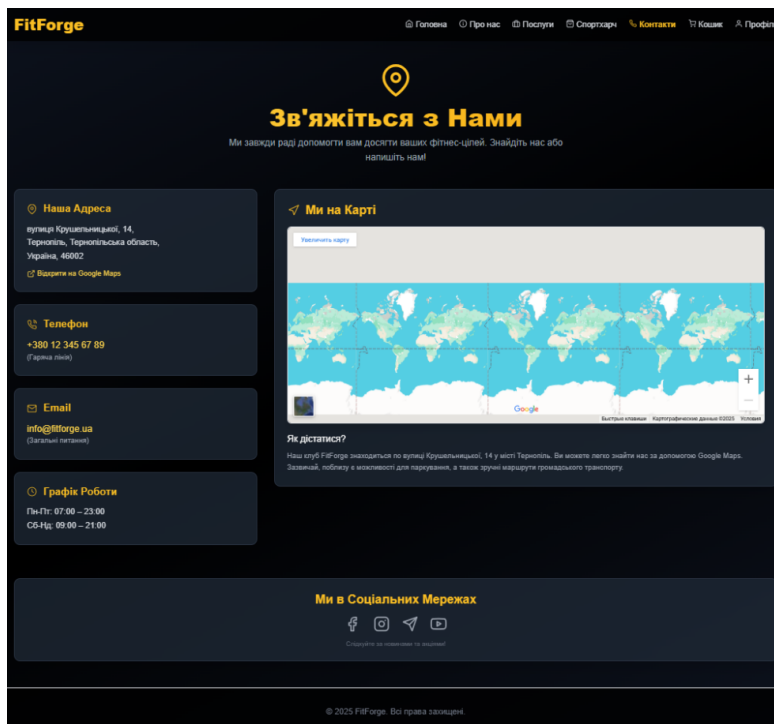 FitForge
Головна Про нас Послуги Спортхарч Контакти Кошик Профіль
Зв'яжіться з Нами
Ми завжди раді допомогти вам досягти ваших фітнес-цілей. Знайдіть нас або
напишіть нам!
Наша Адреса
вулиця Крушельницької, 14,
Тернопіль, Тернопільська область,
Україна, 46002
Відкрити на Google Maps
Телефон
+380 12 345 67 89
(Гаряча лінія)
Email
info@fitforge.ua
(Загальні питання)
Графік Роботи
Пн-Пт: 07:00 – 23:00
Сб-Нд: 09:00 – 21:00
Ми на Карті
Увеличить карту
Google
Быстрые клавиши Картографические данные ©2025 Условия
Як дістатися?
Наш клуб FitForge знаходиться по вулиці Крушельницької, 14 у місті Тернопіль. Ви можете легко знайти нас за допомогою Google Maps.
Зазвичай, поблизу є можливості для паркування, а також зручні маршрути громадського транспорту.
Ми в Соціальних Мережах
Слідкуйте за новинами та акціями!
© 2025 FitForge. Всі права захищені.